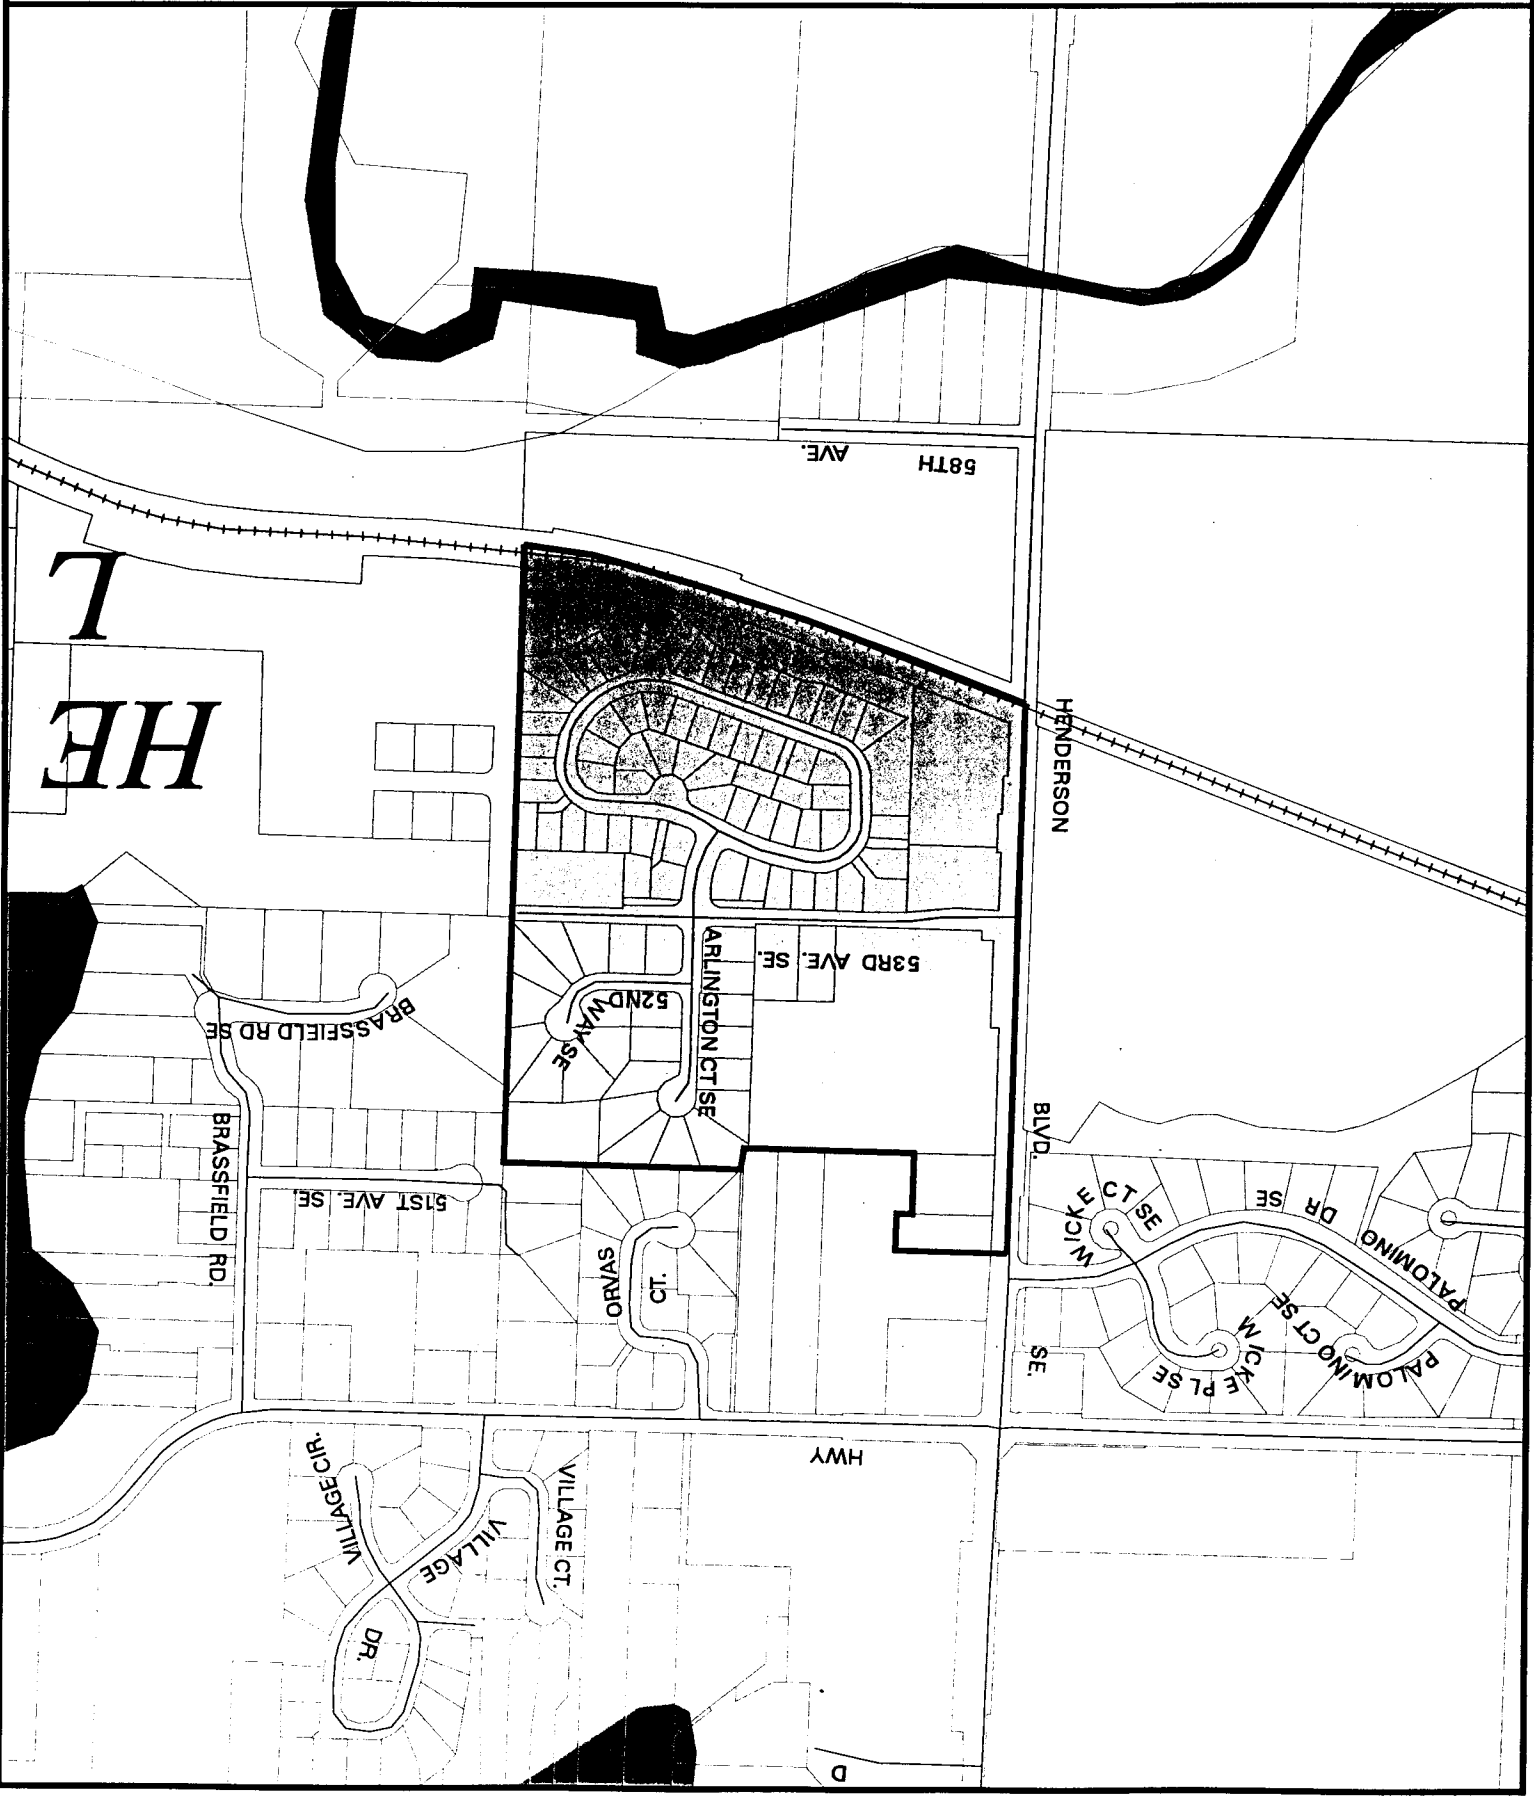 58TH AVE.
L
HE
HENDERSON
BLVD.
SE.
53RD AVE SE.
ARLINGTON CT SE
52ND WAY SE
BRASSFIELD RD SE
BRASSFIELD RD.
51ST AVE. SE.
ORVAS CT.
WICKE CT SE
PALOMINO DR SE
PALOMINO CT SE
WICKE PL SE
HWY
VILLAGE CIR.
VILLAGE DR.
VILLAGE CT.
D